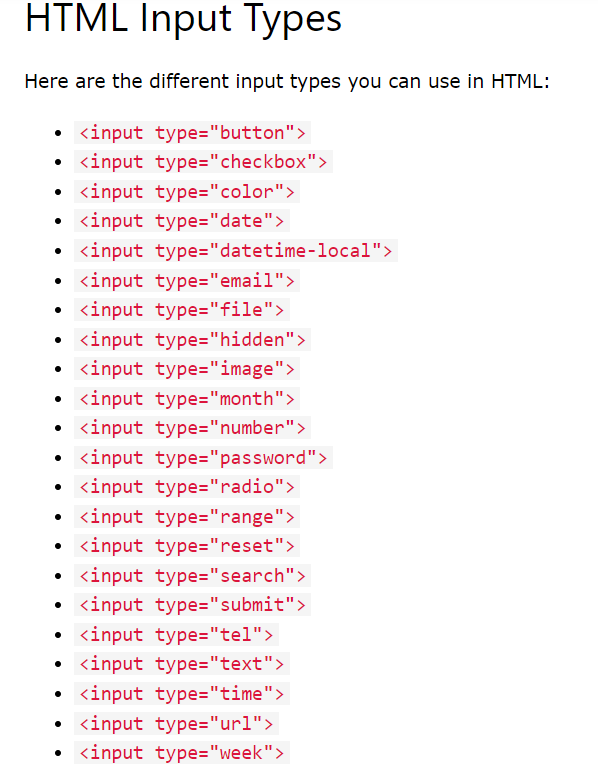 HTML Input Types
Here are the different input types you can use in HTML:
• <input type="button">
• <input type="checkbox">
• <input type="color">
• <input type="date">
• <input type="datetime-local">
• <input type="email">
• <input type="file">
• <input type="hidden">
• <input type="image">
• <input type="month">
• <input type="number">
• <input type="password">
• <input type="radio">
• <input type="range">
• <input type="reset">
• <input type="search">
• <input type="submit">
• <input type="tel">
• <input type="text">
• <input type="time">
• <input type="url">
• <input type="week">